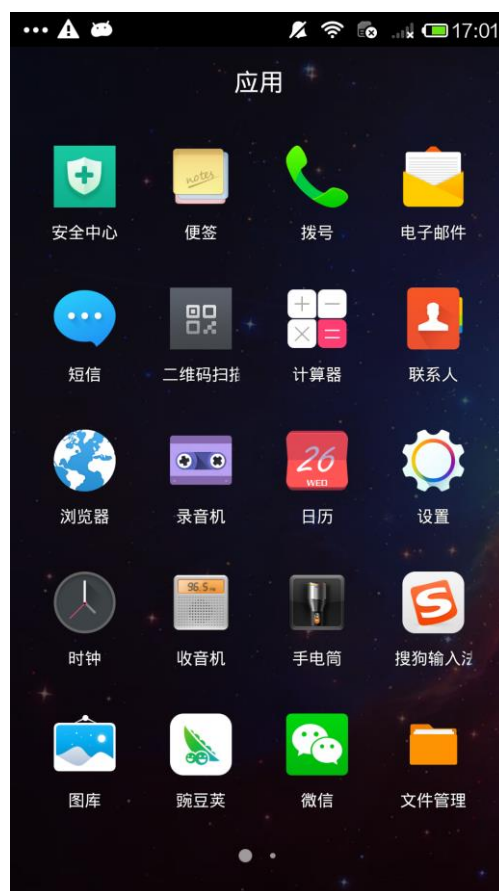 17:01
应用
安全中心 便签 拨号 电子邮件
notes
短信 二维码扫描 计算器 联系人
26
WED
浏览器 录音机 日历 设置
96.5
时钟 收音机 手电筒 搜狗输入法
图库 豌豆荚 微信 文件管理